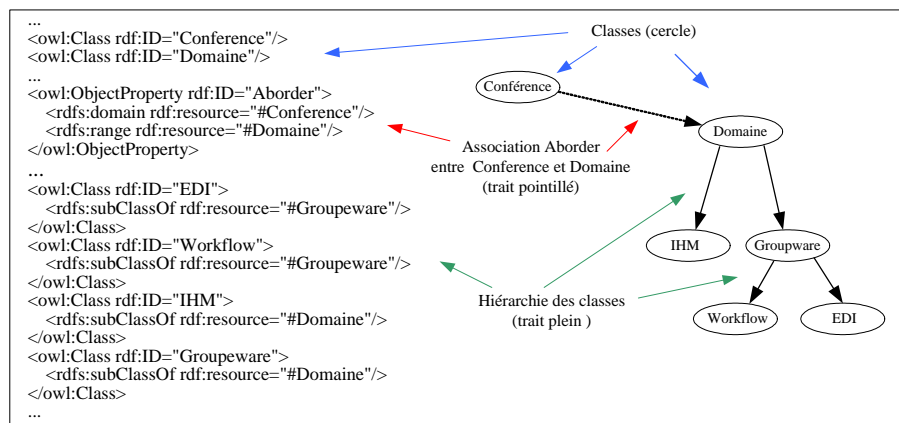 ...
<owl:Class rdf:ID="Conference"/>
<owl:Class rdf:ID="Domaine"/>
...
<owl:ObjectProperty rdf:ID="Aborder">
<rdfs:domain rdf:resource="#Conference"/>
<rdfs:range rdf:resource="#Domaine"/>
</owl:ObjectProperty>
...
<owl:Class rdf:ID="EDI">
<rdfs:subClassOf rdf:resource="#Groupeware"/>
</owl:Class>
<owl:Class rdf:ID="Workflow">
<rdfs:subClassOf rdf:resource="#Groupeware"/>
</owl:Class>
<owl:Class rdf:ID="IHM">
<rdfs:subClassOf rdf:resource="#Domaine"/>
</owl:Class>
<owl:Class rdf:ID="Groupeware">
<rdfs:subClassOf rdf:resource="#Domaine"/>
</owl:Class>
...
Classes (cercle)
Conférence
Domaine
Association Aborder
entre Conference et Domaine
(trait pointillé)
IHM
Groupware
Hiérarchie des classes
(trait plein )
Workflow
EDI